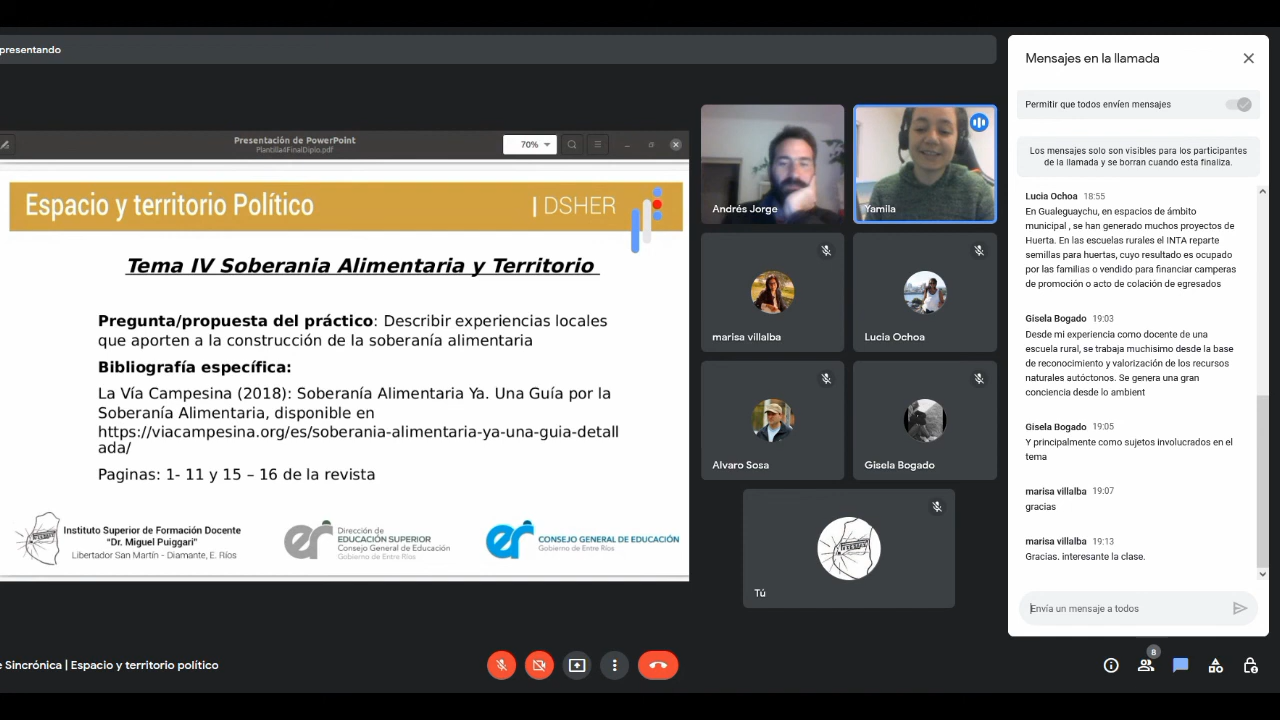 presentando
Presentación de PowerPoint
Plantilla4FinalDiplo.pdf
70%
Espacio y territorio Político
| DSHER
Tema IV Soberania Alimentaria y Territorio
Pregunta/propuesta del práctico: Describir experiencias locales
que aporten a la construcción de la soberanía alimentaria
Bibliografía específica:
La Vía Campesina (2018): Soberanía Alimentaria Ya. Una Guía por la
Soberanía Alimentaria, disponible en
https://viacampesina.org/es/soberania-alimentaria-ya-una-guia-detall
ada/
Paginas: 1- 11 y 15 – 16 de la revista
Instituto Superior de Formación Docente
"Dr. Miguel Puiggari"
Libertador San Martín - Diamante, E. Ríos
er
Dirección de
EDUCACIÓN SUPERIOR
Consejo General de Educación
Gobierno de Entre Ríos
er
CONSEJO GENERAL DE EDUCACIÓN
Gobierno de Entre Ríos
Andrés Jorge
Yamila
marisa villalba
Lucia Ochoa
Alvaro Sosa
Gisela Bogado
Tú
Mensajes en la llamada
Permitir que todos envíen mensajes
Los mensajes solo son visibles para los participantes
de la llamada y se borran cuando esta finaliza.
Lucia Ochoa 18:55
En Gualeguaychu, en espacios de ámbito
municipal , se han generado muchos proyectos de
Huerta. En las escuelas rurales el INTA reparte
semillas para huertas, cuyo resultado es ocupado
por las familias o vendido para financiar camperas
de promoción o acto de colación de egresados
Gisela Bogado 19:03
Desde mi experiencia como docente de una
escuela rural, se trabaja muchisimo desde la base
de reconocimiento y valorización de los recursos
naturales autóctonos. Se genera una gran
conciencia desde lo ambient
Gisela Bogado 19:05
Y principalmente como sujetos involucrados en el
tema
marisa villalba 19:07
gracias
marisa villalba 19:13
Gracias. interesante la clase.
Envía un mensaje a todos
e Sincrónica | Espacio y territorio político
8